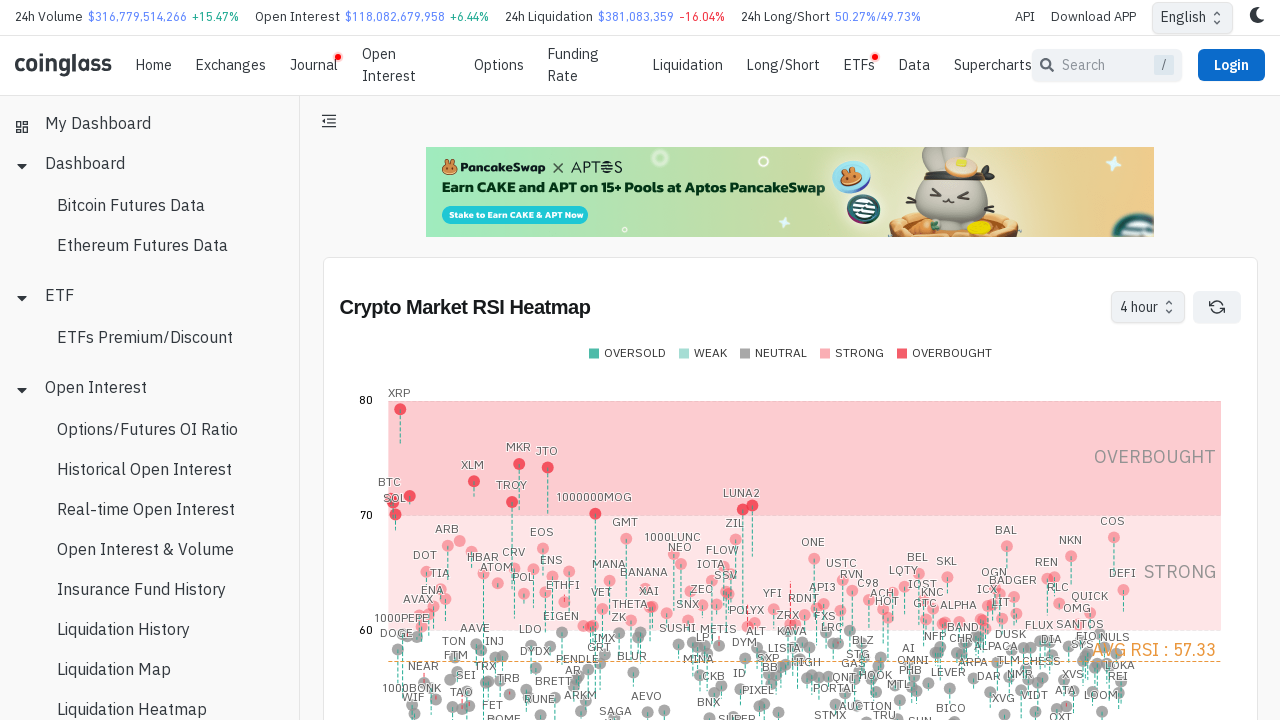 24h Volume $316,779,514,266 +15.47% Open Interest $118,082,679,958 +6.44% 24h Liquidation $381,083,359 -16.04% 24h Long/Short 50.27%/49.73% API Download APP English
coinglass Home Exchanges Journal Open Interest Options Funding Rate Liquidation Long/Short ETFs Data Supercharts Search / Login
My Dashboard
Dashboard
Bitcoin Futures Data
Ethereum Futures Data
ETF
ETFs Premium/Discount
Open Interest
Options/Futures OI Ratio
Historical Open Interest
Real-time Open Interest
Open Interest & Volume
Insurance Fund History
Liquidation History
Liquidation Map
Liquidation Heatmap
PancakeSwap × APTOS
Earn CAKE and APT on 15+ Pools at Aptos PancakeSwap
Stake to Earn CAKE & APT Now
Crypto Market RSI Heatmap
4 hour
OVERSOLD WEAK NEUTRAL STRONG OVERBOUGHT
80
XRP
MKR JTO
OVERBOUGHT
XLM
BTC TROY
SOL 1000000MOG LUNA2
70
GMT ZIL COS
ARB EOS 1000LUNC ONE BAL NKN
DOT HBAR CRV ENS NEO FLOW
ATOM MANA IOTA USTC BEL SKL REN
TIA POL BANANA SSV RVN LQTY OGN DEFI STRONG
ENA ETHFI VET XAI ZEC YFI API3 C98 IOST ICX BADGER RLC
AVAX THETA SNX RDNT ACH HOT KNC GTC ALPHA LIT QUICK
1000PEPE EIGEN ZK POLYX ZRX FXS OMG
60
DOGE AAVE LDO SUSHI METIS ALT KAVA LRC BAND FLUX SANTOS
TON INJ IMX LPT DYM BLZ NFP CHR DUSK DIA FIO NULS
FTM DYDX GRT LISTA STG AI ALPACA SYS AVG RSI : 57.33
NEAR TRX PENDLE BLUR MINA SXP HIGH GAS OMNI ARPA TLM CHESS LOKA
SEI TRB BRETT CKB ID BB QNT HOOK PHB LEVER DAR NMR XVS REI
1000BONK TAO ARKM PIXEL PORTAL MTL ATA
WIF FET RUNE AEVO BNX AUCTION BICO XVG VIDT LOOM
BOME SAGA SUPER STMX TRU SUN OXT